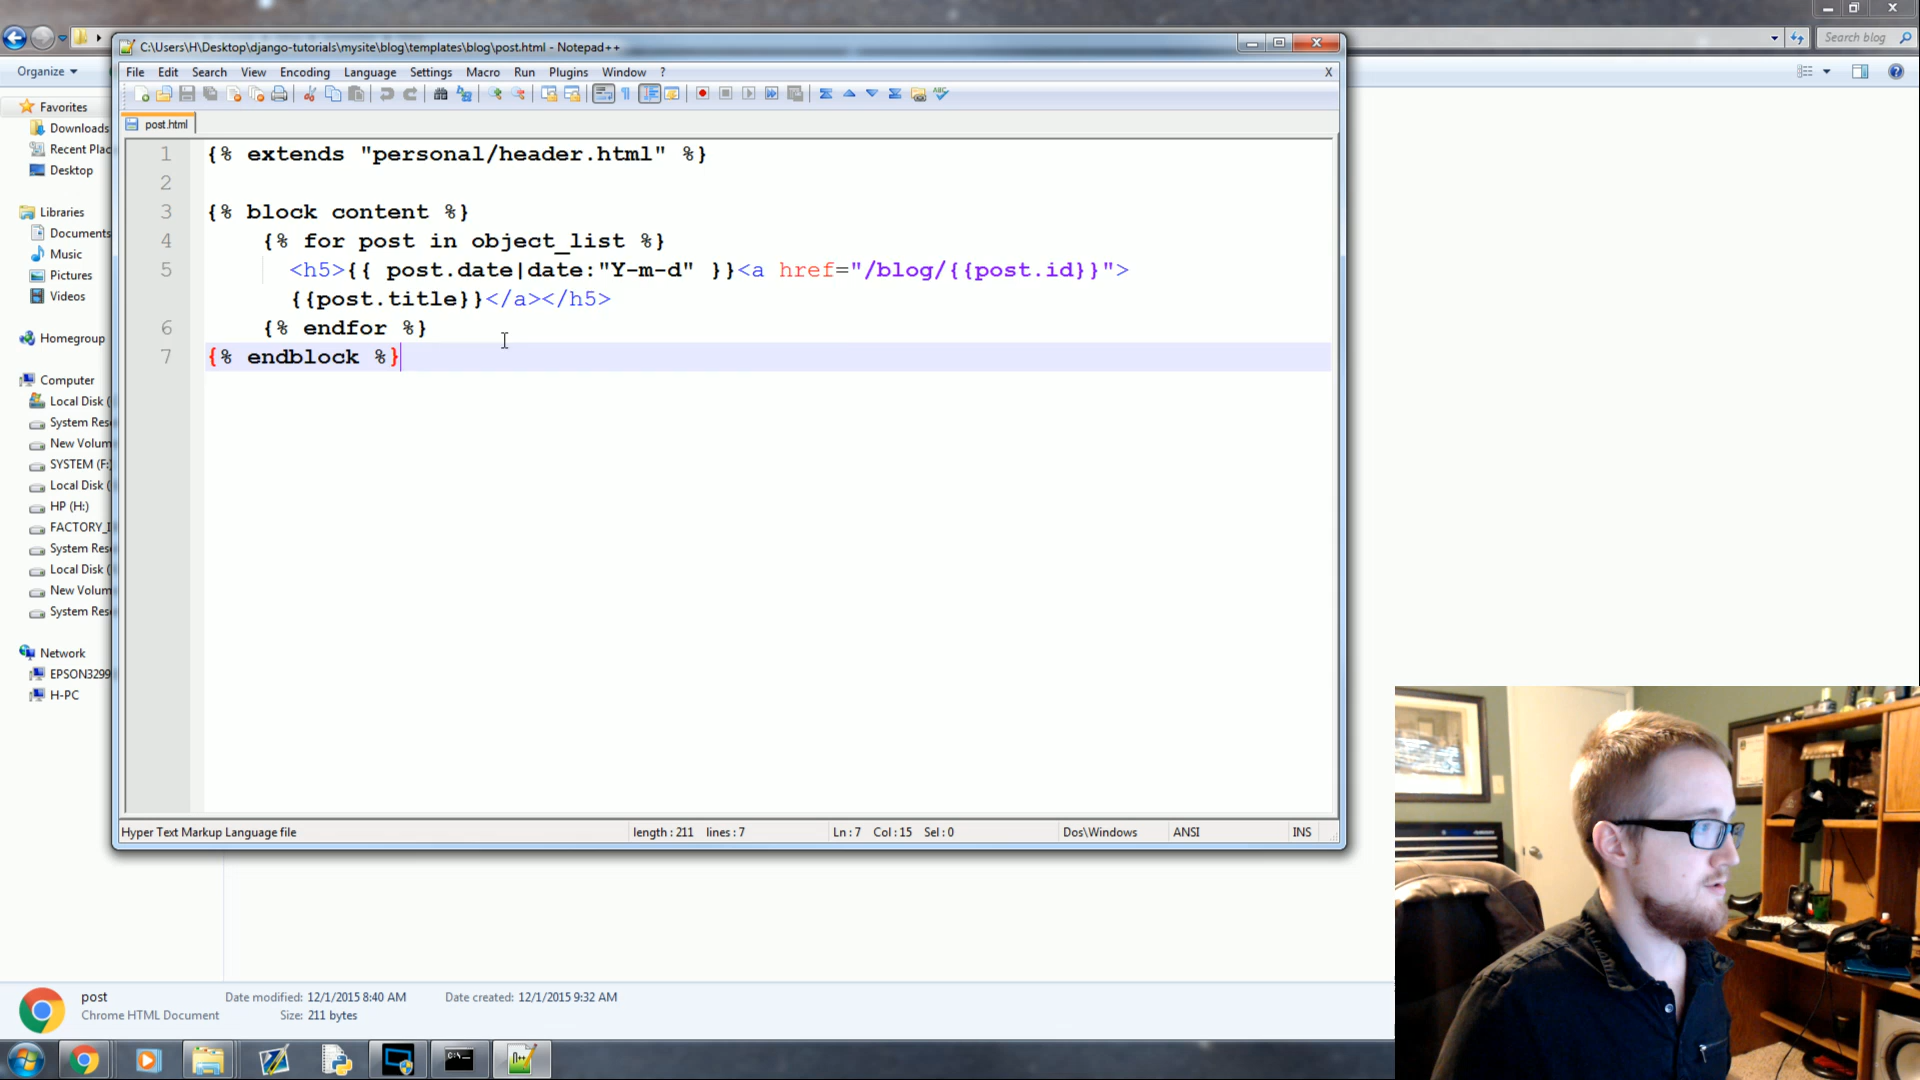 Search blog
C:\Users\H\Desktop\django-tutorials\mysite\blog\templates\blog\post.html - Notepad++
Organize
File Edit Search View Encoding Language Settings Macro Run Plugins Window ?
X
post.html
1 {% extends "personal/header.html" %}
2
3 {% block content %}
4 {% for post in object_list %}
5 <h5>{{ post.date|date:"Y-m-d" }}<a href="/blog/{{post.id}}">
{{post.title}}</a></h5>
6 {% endfor %}
7 {% endblock %}
Favorites
Downloads
Recent Plac
Desktop
Libraries
Documents
Music
Pictures
Videos
Homegroup
Computer
Local Disk (
System Rese
New Volum
SYSTEM (F:
Local Disk (
HP (H:)
FACTORY_I
System Rese
Local Disk (
New Volum
System Rese
Network
EPSON3299
H-PC
Hyper Text Markup Language file length : 211 lines : 7 Ln : 7 Col : 15 Sel : 0 Dos\Windows ANSI INS
post Date modified: 12/1/2015 8:40 AM Date created: 12/1/2015 9:32 AM
Chrome HTML Document Size: 211 bytes